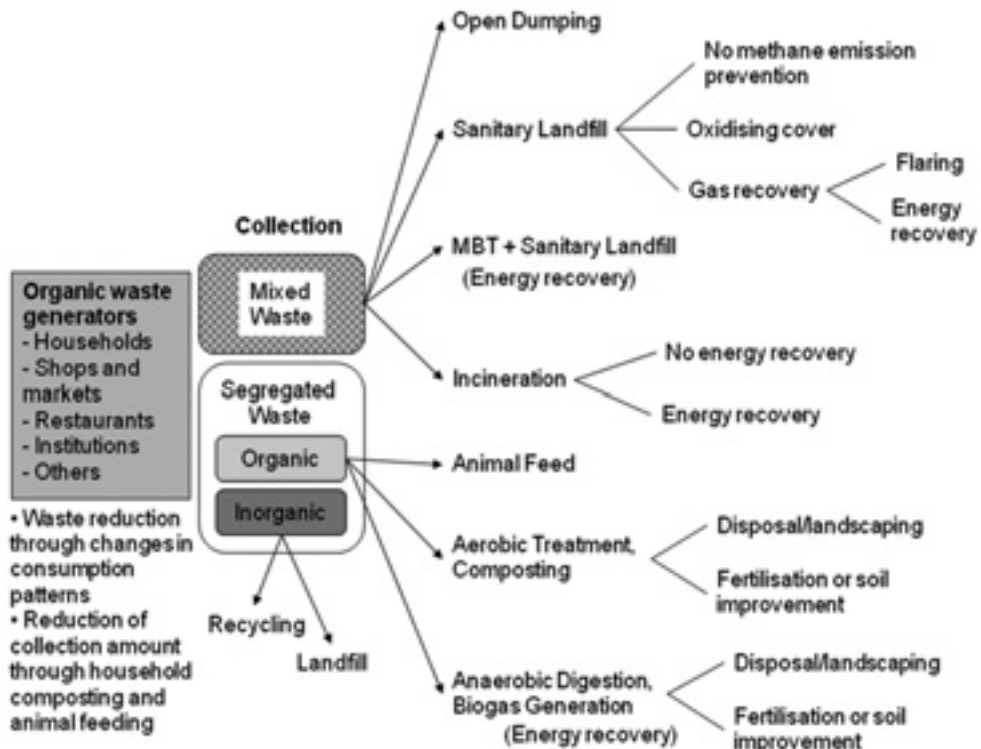 Open Dumping
No methane emission
prevention
Sanitary Landfill
Oxidising cover
Gas recovery
Flaring
Energy
recovery
Collection
MBT + Sanitary Landfill
(Energy recovery)
Mixed
Waste
Organic waste
generators
- Households
- Shops and
markets
- Restaurants
- Institutions
- Others
No energy recovery
Incineration
Energy recovery
Segregated
Waste
Organic
Inorganic
Animal Feed
• Waste reduction
through changes in
consumption
patterns
• Reduction of
collection amount
through household
composting and
animal feeding
Recycling
Landfill
Aerobic Treatment,
Composting
Disposal/landscaping
Fertilisation or soil
improvement
Anaerobic Digestion,
Biogas Generation
(Energy recovery)
Disposal/landscaping
Fertilisation or soil
improvement